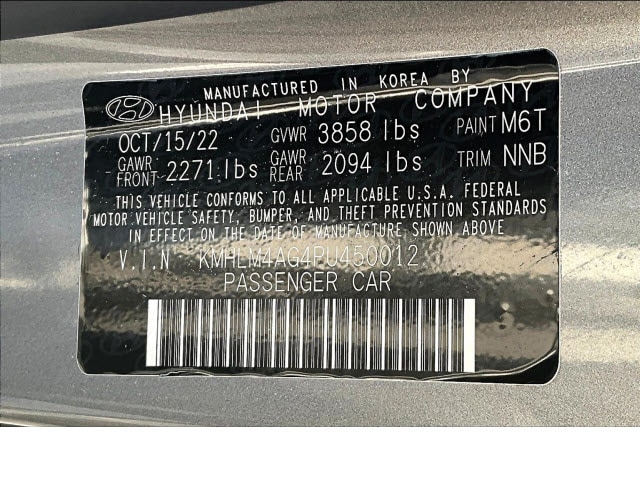 MANUFACTURED IN KOREA BY
HYUNDAI MOTOR COMPANY
OCT/15/22 GVWR 3858 lbs PAINT M6T
GAWR FRONT 2271 lbs GAWR REAR 2094 lbs TRIM NNB
THIS VEHICLE CONFORMS TO ALL APPLICABLE U.S.A. FEDERAL
MOTOR VEHICLE SAFETY, BUMPER, AND THEFT PREVENTION STANDARDS
IN EFFECT ON THE DATE OF MANUFACTURE SHOWN ABOVE
V.I.N KMHLM4AG4PU450012
PASSENGER CAR